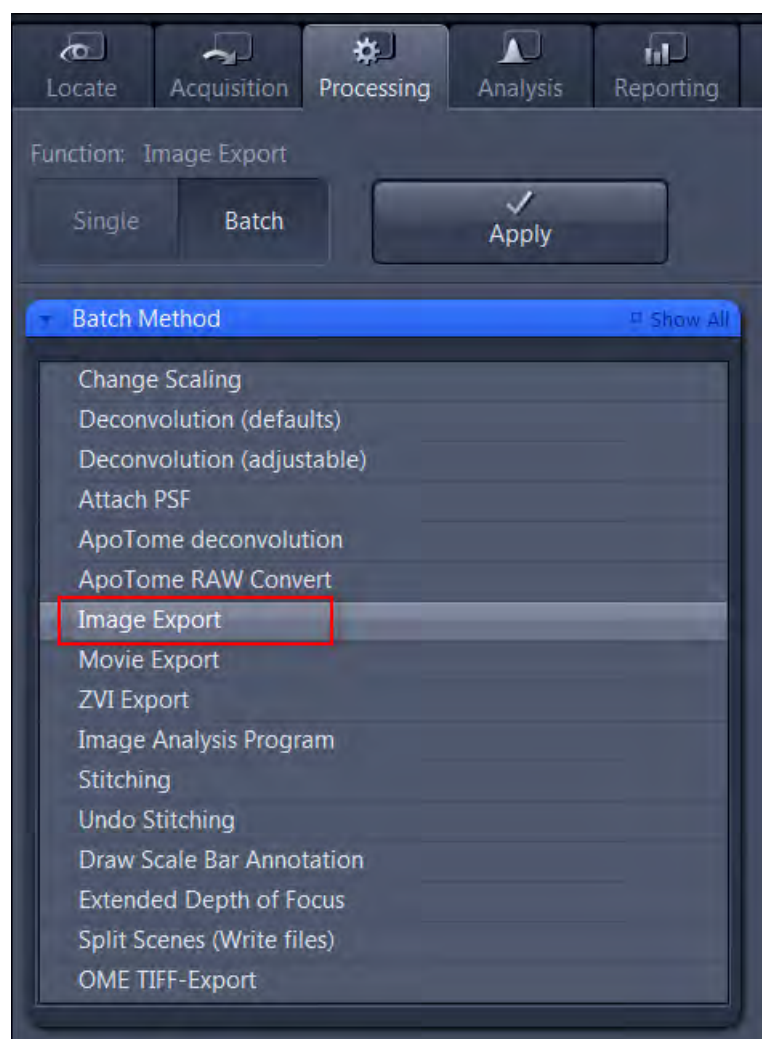 Locate Acquisition Processing Analysis Reporting
Function: Image Export
Single Batch Apply
Batch Method Show All
Change Scaling
Deconvolution (defaults)
Deconvolution (adjustable)
Attach PSF
ApoTome deconvolution
ApoTome RAW Convert
Image Export
Movie Export
ZVI Export
Image Analysis Program
Stitching
Undo Stitching
Draw Scale Bar Annotation
Extended Depth of Focus
Split Scenes (Write files)
OME TIFF-Export